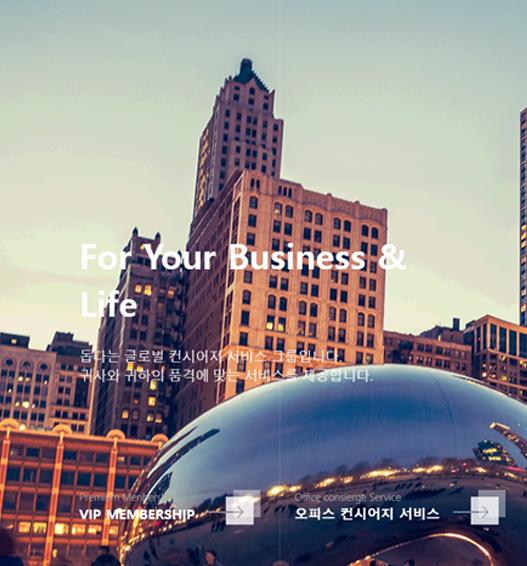 For Your Business &
Life
돕다는 글로벌 컨시어지 서비스 그룹입니다.
귀사와 귀하의 품격에 맞는 서비스를 제공합니다.
Premium Membership
VIP MEMBERSHIP
Office consierge Service
오피스 컨시어지 서비스